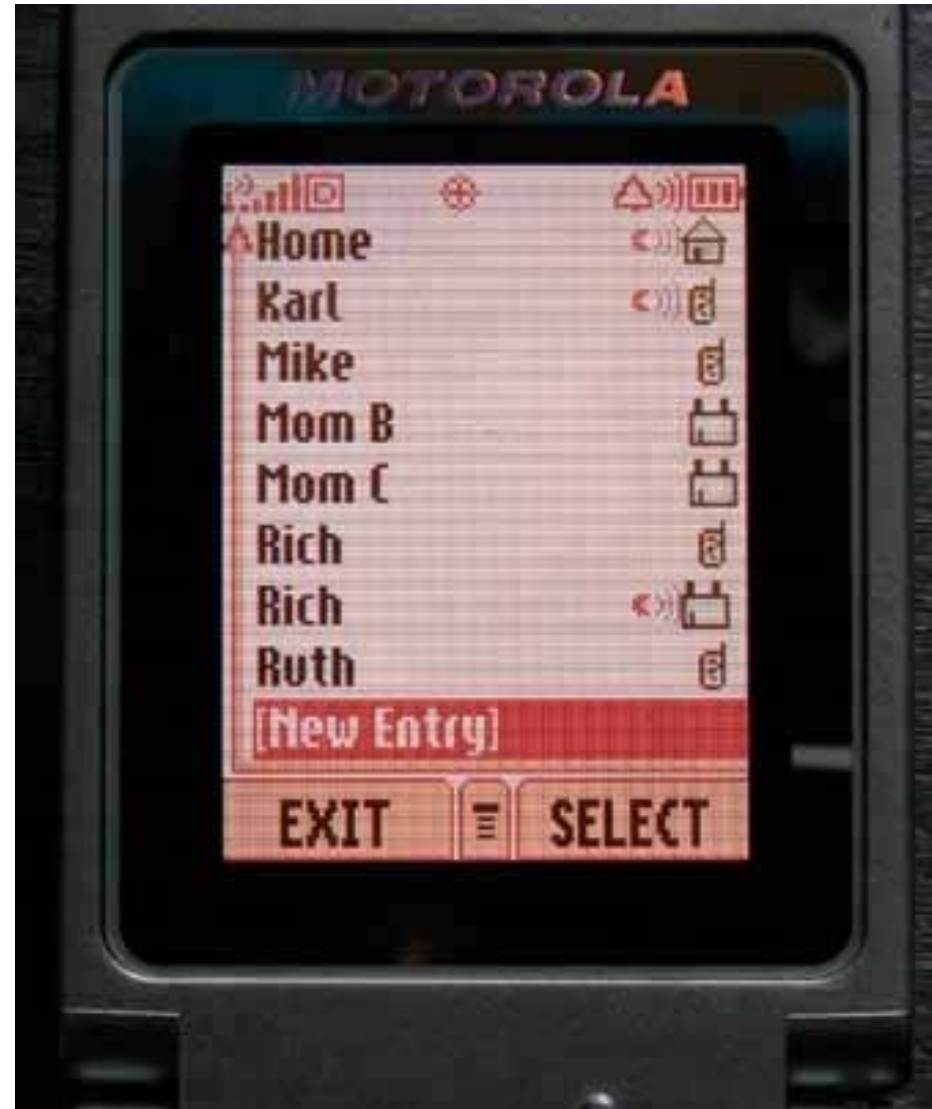 MOTOROLA
D
Home
Karl
Mike
Mom B
Mom C
Rich
Rich
Ruth
[New Entry]
EXIT SELECT